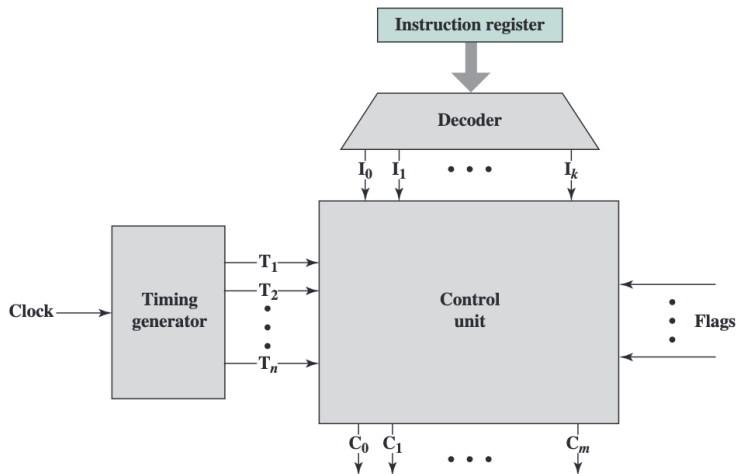 Instruction register
Decoder
I0 I1 • • • Ik
T1
T2
•
•
•
Tn
Clock
Timing
generator
Control
unit
•
•
•
Flags
C0 C1 • • • Cm